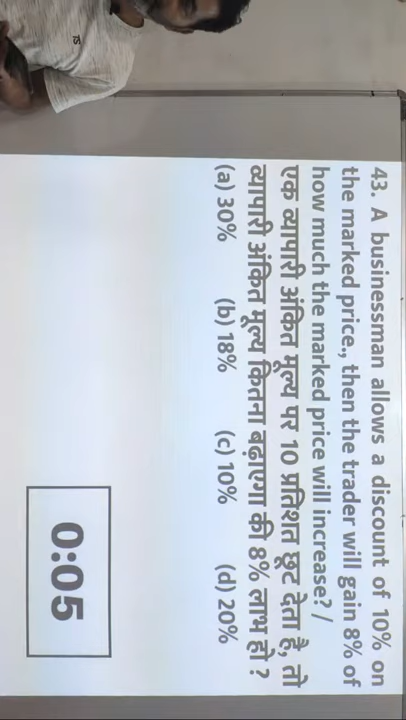 43. A businessman allows a discount of 10% on
the marked price., then the trader will gain 8% of
how much the marked price will increase? /
एक व्यापारी अंकित मूल्य पर 10 प्रतिशत छूट देता है, तो
व्यापारी अंकित मूल्य कितना बढ़ाएगा की 8% लाभ हो ?
(a) 30% (b) 18% (c) 10% (d) 20%
0:05